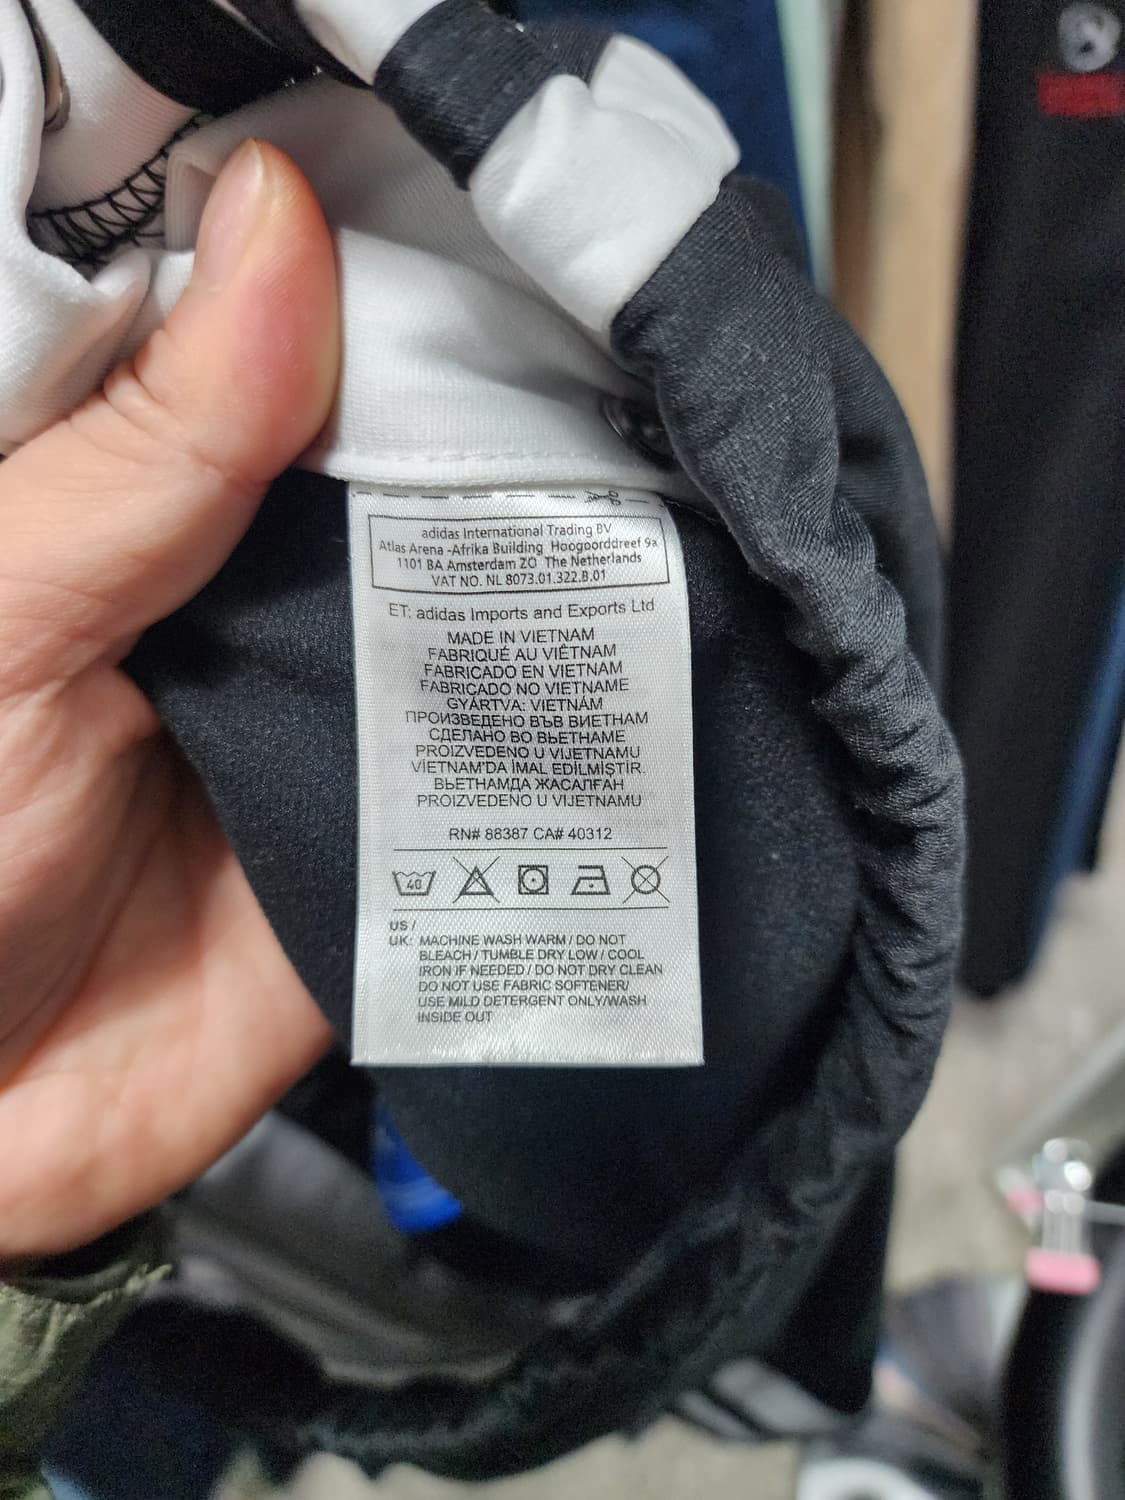 adidas International Trading BV
Atlas Arena -Afrika Building Hoogoorddreef 9a
1101 BA Amsterdam ZO The Netherlands
VAT NO. NL 8073.01.322.B.01
ET: adidas Imports and Exports Ltd
MADE IN VIETNAM
FABRIQUÉ AU VIÊTNAM
FABRICADO EN VIETNAM
FABRICADO NO VIETNAME
GYÁRTVA: VIETNÁM
ПРОИЗВЕДЕНО ВЪВ ВИЕТНАМ
СДЕЛАНО ВО ВЬЕТНАМЕ
PROIZVEDENO U VIJETNAMU
VİETNAM'DA İMAL EDİLMİŞTİR.
ВЬЕТНАМДА ЖАСАЛҒАН
PROIZVEDENO U VIJETNAMU
RN# 88387 CA# 40312
40
US /
UK: MACHINE WASH WARM / DO NOT
BLEACH / TUMBLE DRY LOW / COOL
IRON IF NEEDED / DO NOT DRY CLEAN
DO NOT USE FABRIC SOFTENER/
USE MILD DETERGENT ONLY/WASH
INSIDE OUT